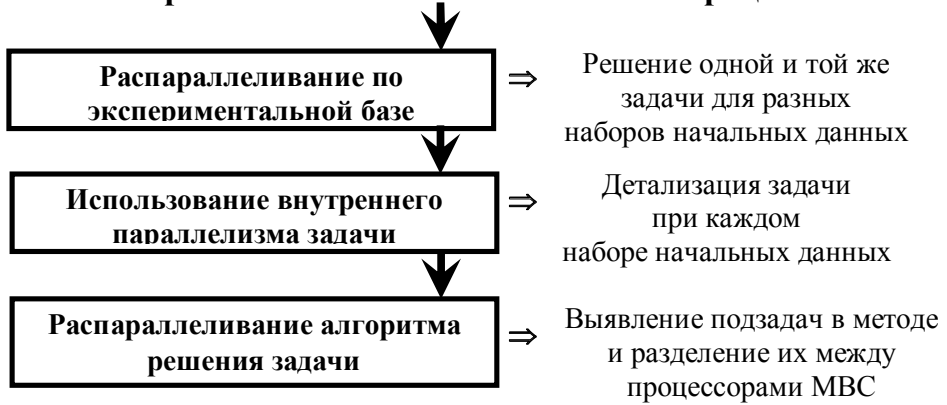 Распараллеливание по
экспериментальной базе
⇒
Решение одной и той же
задачи для разных
наборов начальных данных
Использование внутреннего
параллелизма задачи
⇒
Детализация задачи
при каждом
наборе начальных данных
Распараллеливание алгоритма
решения задачи
⇒
Выявление подзадач в методе
и разделение их между
процессорами МВС